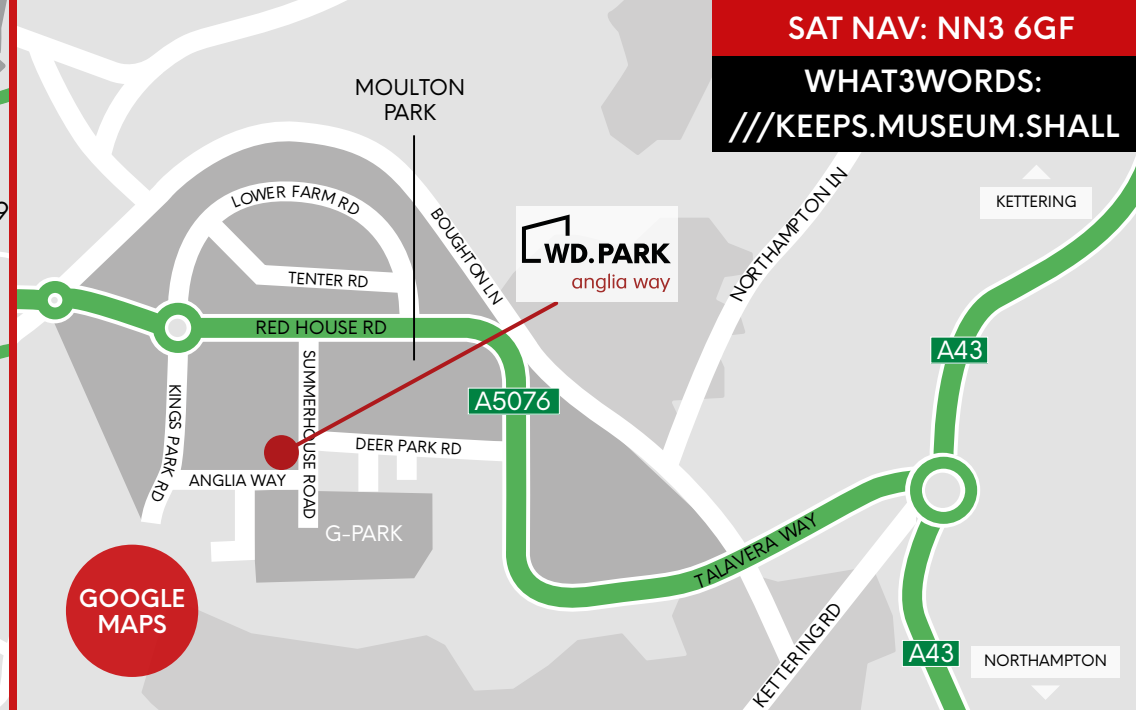 SAT NAV: NN3 6GF
WHAT3WORDS:
///KEEPS.MUSEUM.SHALL
MOULTON
PARK
LOWER FARM RD
BOUGHTON LN
NORTHAMPTON LN
KETTERING
WD.PARK
anglia way
TENTER RD
RED HOUSE RD
A43
SUMMERHOUSE ROAD
KINGS PARK RD
A5076
DEER PARK RD
ANGLIA WAY
G-PARK
TALAVERA WAY
GOOGLE
MAPS
KETTERING RD
A43
NORTHAMPTON